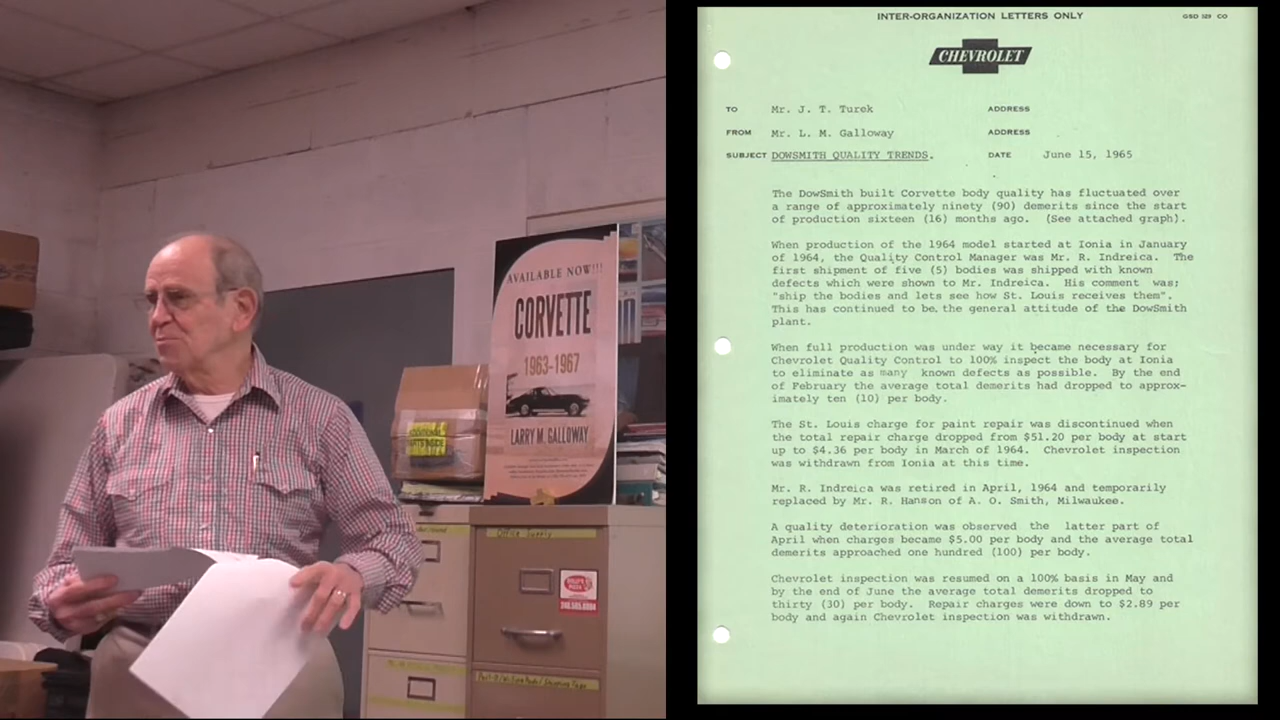 AVAILABLE NOW!!!
CORVETTE
1963-1967
LARRY M. GALLOWAY
ADDITIONAL
PARTS INSIDE
Office Supply
INTER-ORGANIZATION LETTERS ONLY
GSD 329 CO
CHEVROLET
TO Mr. J. T. Turek ADDRESS
FROM Mr. L. M. Galloway ADDRESS
SUBJECT DOWSMITH QUALITY TRENDS. DATE June 15, 1965
The DowSmith built Corvette body quality has fluctuated over
a range of approximately ninety (90) demerits since the start
of production sixteen (16) months ago. (See attached graph).
When production of the 1964 model started at Ionia in January
of 1964, the Quality Control Manager was Mr. R. Indreica. The
first shipment of five (5) bodies was shipped with known
defects which were shown to Mr. Indreica. His comment was;
"ship the bodies and lets see how St. Louis receives them".
This has continued to be the general attitude of the DowSmith
plant.
When full production was under way it became necessary for
Chevrolet Quality Control to 100% inspect the body at Ionia
to eliminate as many known defects as possible. By the end
of February the average total demerits had dropped to approx-
imately ten (10) per body.
The St. Louis charge for paint repair was discontinued when
the total repair charge dropped from $51.20 per body at start
up to $4.36 per body in March of 1964. Chevrolet inspection
was withdrawn from Ionia at this time.
Mr. R. Indreica was retired in April, 1964 and temporarily
replaced by Mr. R. Hanson of A. O. Smith, Milwaukee.
A quality deterioration was observed the latter part of
April when charges became $5.00 per body and the average total
demerits approached one hundred (100) per body.
Chevrolet inspection was resumed on a 100% basis in May and
by the end of June the average total demerits dropped to
thirty (30) per body. Repair charges were down to $2.89 per
body and again Chevrolet inspection was withdrawn.